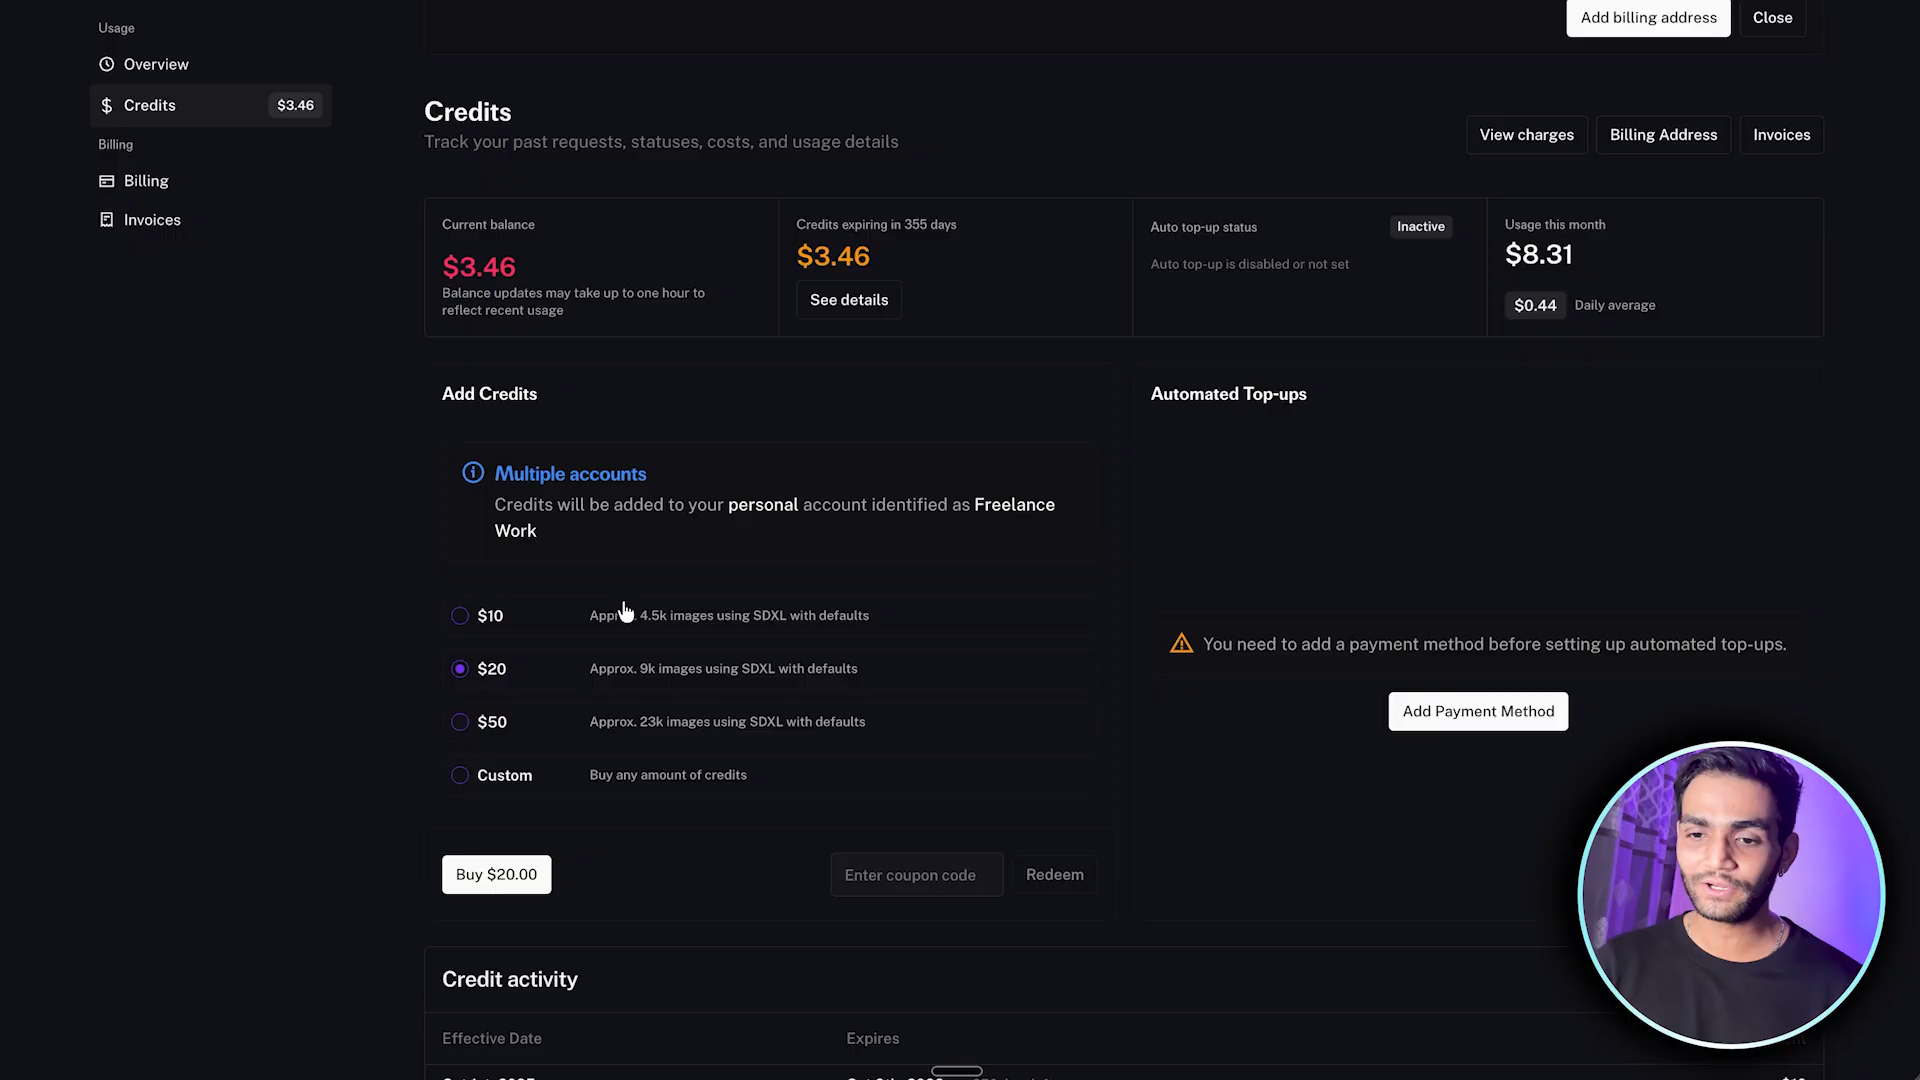 Usage
Overview
Credits $3.46
Billing
Billing
Invoices
Add billing address Close
Credits
Track your past requests, statuses, costs, and usage details
View charges Billing Address Invoices
Current balance
$3.46
Balance updates may take up to one hour to
reflect recent usage
Credits expiring in 355 days
$3.46
See details
Auto top-up status Inactive
Auto top-up is disabled or not set
Usage this month
$8.31
$0.44 Daily average
Add Credits
Multiple accounts
Credits will be added to your personal account identified as Freelance
Work
$10 4.5k images using SDXL with defaults
$20 Approx. 9k images using SDXL with defaults
$50 Approx. 23k images using SDXL with defaults
Custom Buy any amount of credits
Buy $20.00 Enter coupon code Redeem
Automated Top-ups
You need to add a payment method before setting up automated top-ups.
Add Payment Method
Credit activity
Effective Date Expires